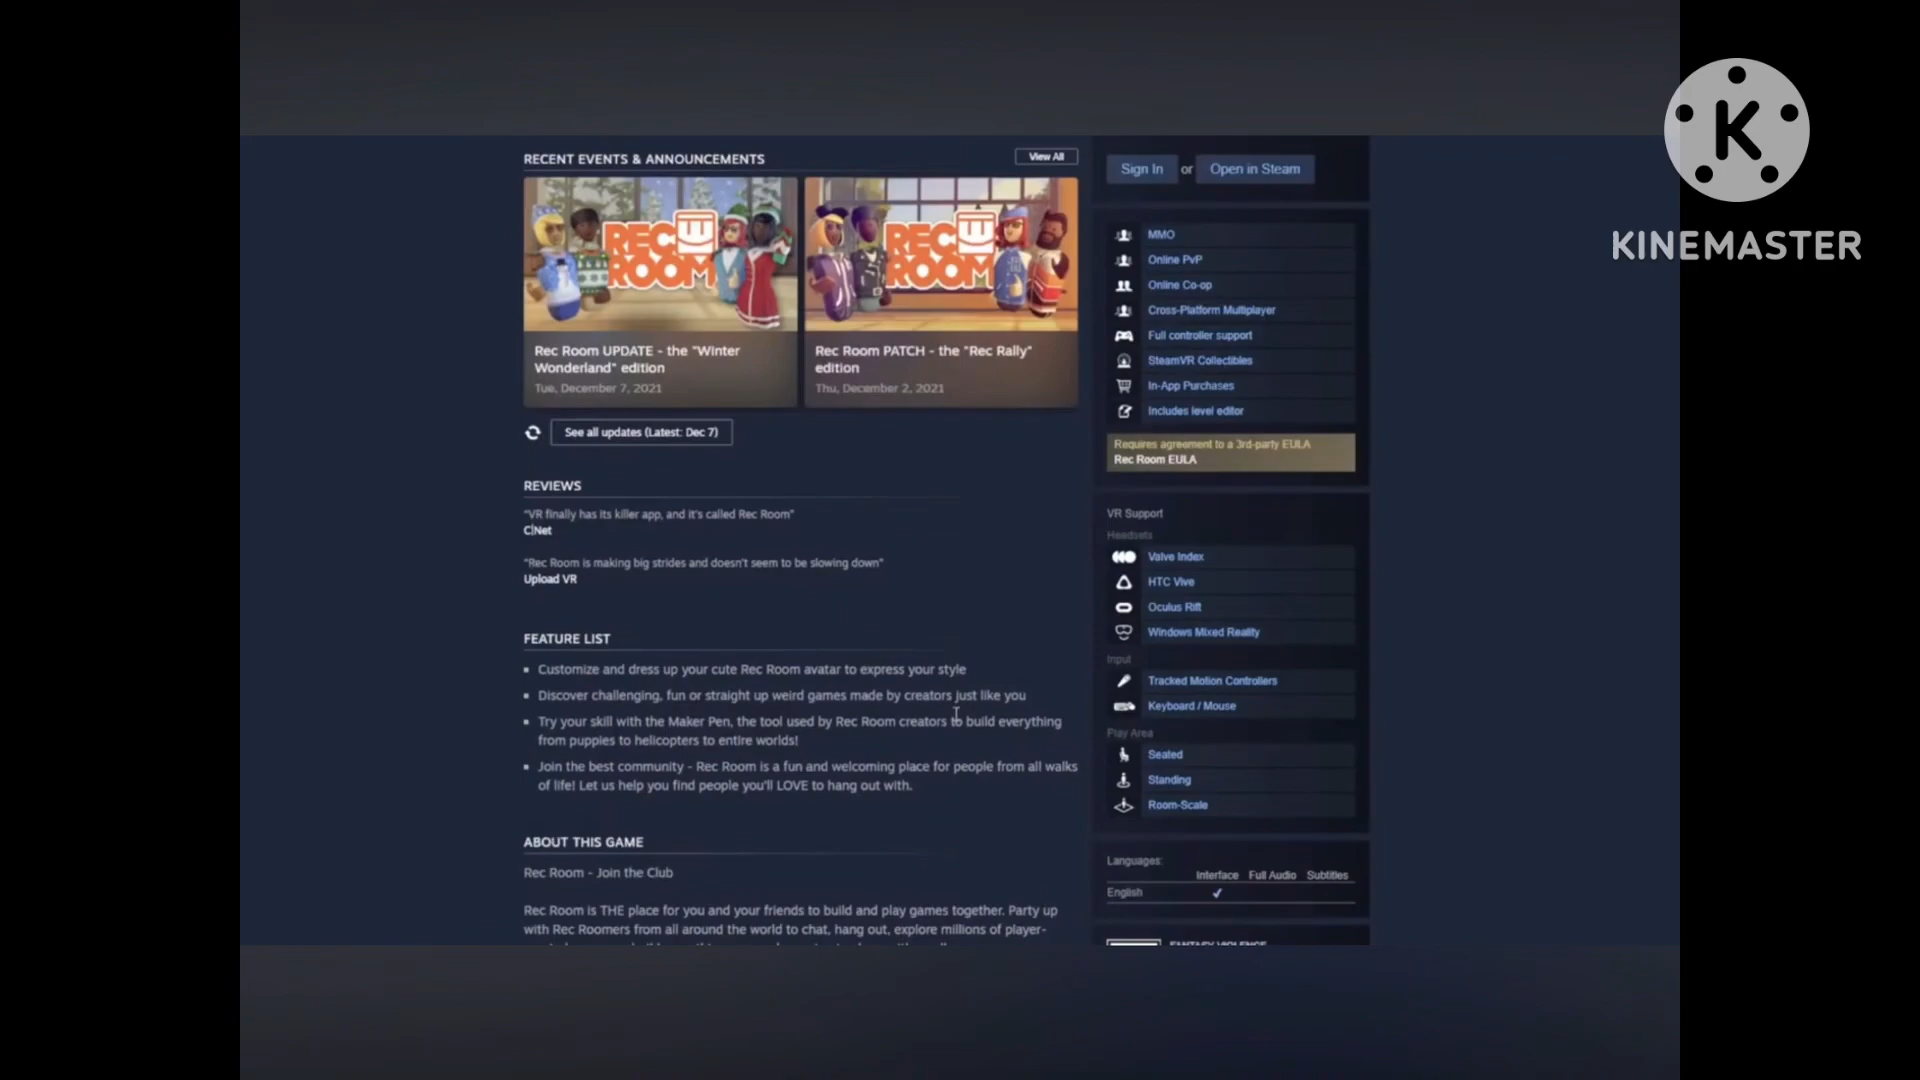 RECENT EVENTS & ANNOUNCEMENTS
View All
REC ROOM
Rec Room UPDATE - the "Winter
Wonderland" edition
Tue, December 7, 2021
REC ROOM
Rec Room PATCH - the "Rec Rally"
edition
Thu, December 2, 2021
See all updates (Latest: Dec 7)
REVIEWS
"VR finally has its killer app, and it's called Rec Room"
C|Net
"Rec Room is making big strides and doesn't seem to be slowing down"
Upload VR
FEATURE LIST
Customize and dress up your cute Rec Room avatar to express your style
Discover challenging, fun or straight up weird games made by creators just like you
Try your skill with the Maker Pen, the tool used by Rec Room creators to build everything
from puppies to helicopters to entire worlds!
Join the best community - Rec Room is a fun and welcoming place for people from all walks
of life! Let us help you find people you'll LOVE to hang out with.
ABOUT THIS GAME
Rec Room - Join the Club
Rec Room is THE place for you and your friends to build and play games together. Party up
with Rec Roomers from all around the world to chat, hang out, explore millions of player-
Sign In or Open in Steam
MMO
Online PvP
Online Co-op
Cross-Platform Multiplayer
Full controller support
SteamVR Collectibles
In-App Purchases
Includes level editor
Requires agreement to a 3rd-party EULA
Rec Room EULA
VR Support
Headsets
Valve Index
HTC Vive
Oculus Rift
Windows Mixed Reality
Input
Tracked Motion Controllers
Keyboard / Mouse
Play Area
Seated
Standing
Room-Scale
Languages:
Interface Full Audio Subtitles
English ✔
K
KINEMASTER